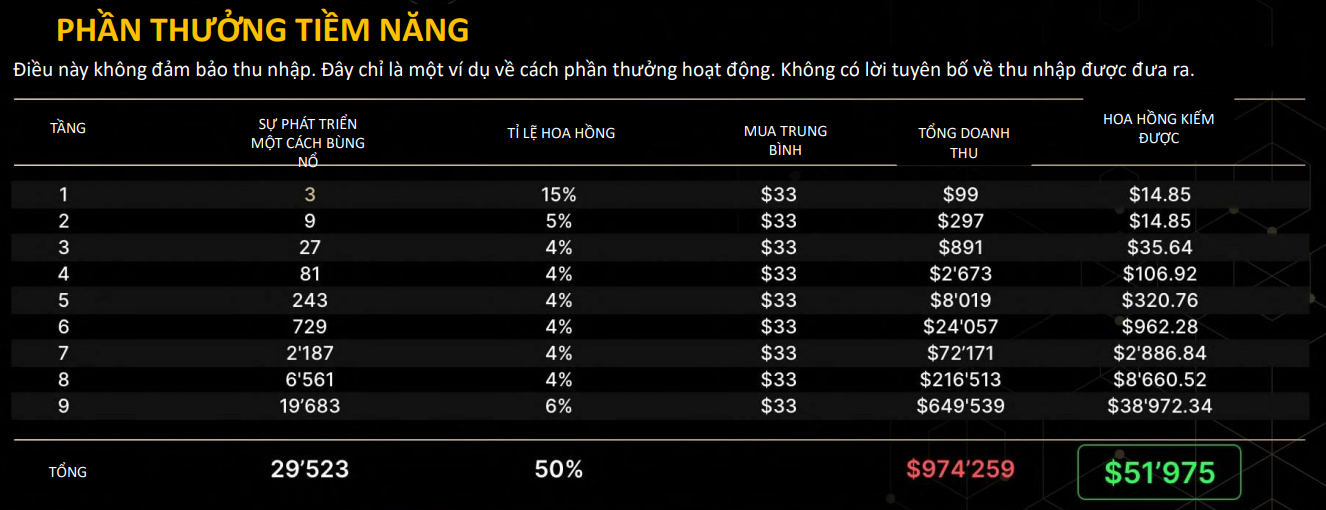 PHẦN THƯỞNG TIỀM NĂNG
Điều này không đảm bảo thu nhập. Đây chỉ là một ví dụ về cách phần thưởng hoạt động. Không có lời tuyên bố về thu nhập được đưa ra.
TẦNG
SỰ PHÁT TRIỂN
MỘT CÁCH BÙNG
NỔ
TỈ LỆ HOA HỒNG
MUA TRUNG
BÌNH
TỔNG DOANH
THU
HOA HỒNG KIẾM
ĐƯỢC
1 3 15% $33 $99 $14.85
2 9 5% $33 $297 $14.85
3 27 4% $33 $891 $35.64
4 81 4% $33 $2'673 $106.92
5 243 4% $33 $8'019 $320.76
6 729 4% $33 $24'057 $962.28
7 2'187 4% $33 $72’171 $2'886.84
8 6'561 4% $33 $216'513 $8'660.52
9 19’683 6% $33 $649'539 $38'972.34
TỔNG 29’523 50% $974’259 $51’975